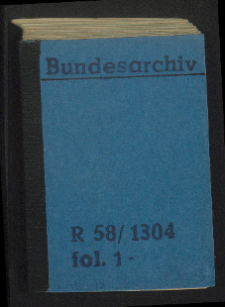 Bundesarchiv
R 58/1304
fol. 1-